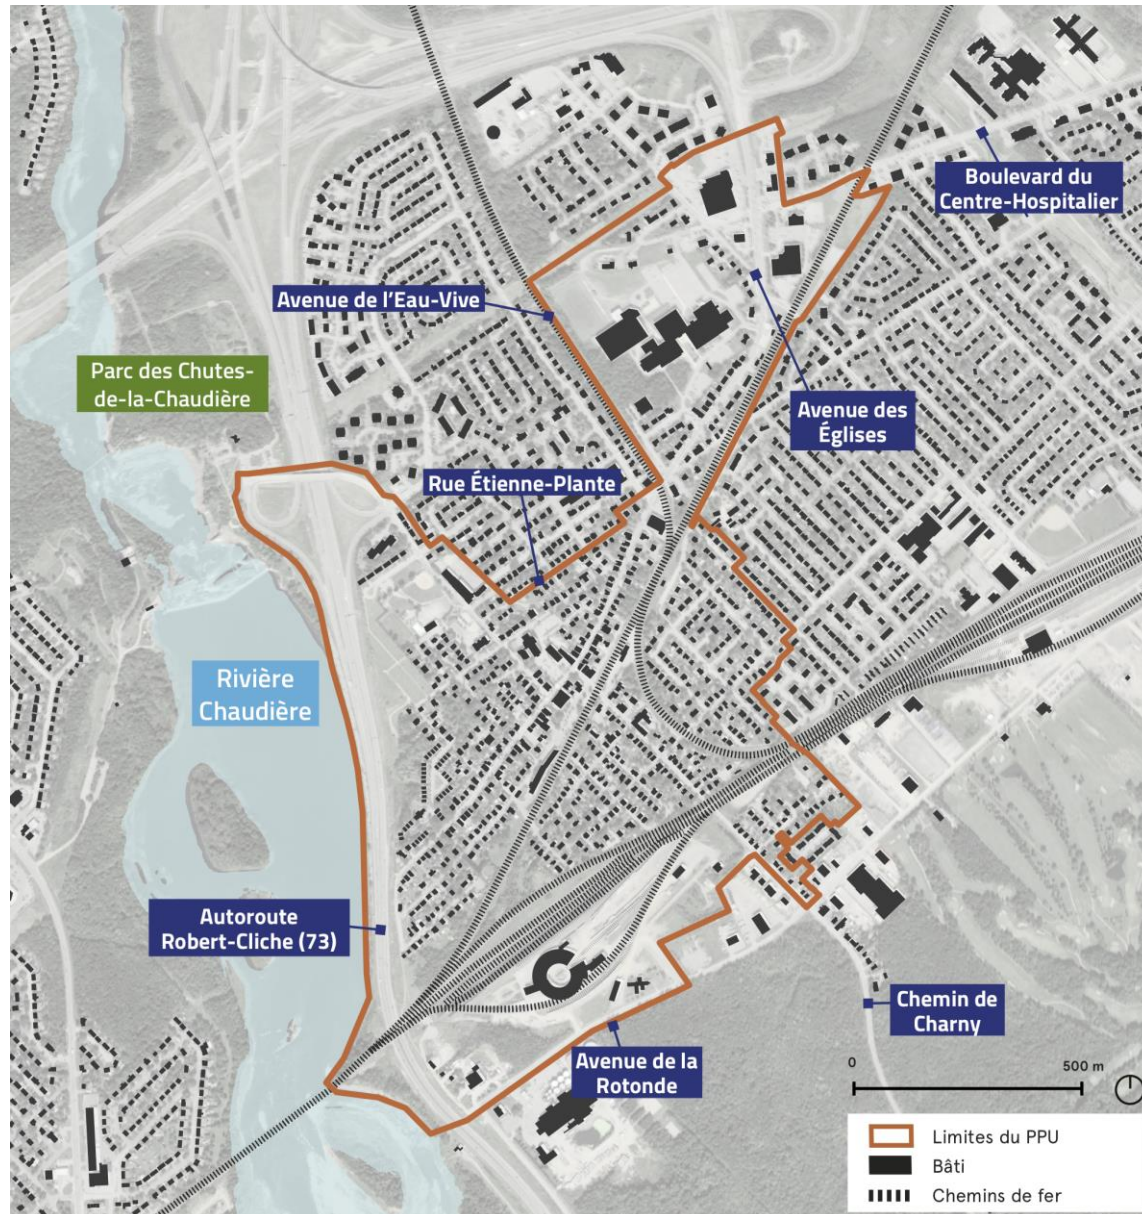 Boulevard du
Centre-Hospitalier
Avenue de l'Eau-Vive
Parc des Chutes-
de-la-Chaudière
Avenue des
Églises
Rue Étienne-Plante
Rivière
Chaudière
Autoroute
Robert-Cliche (73)
Chemin de
Charny
Avenue de la
Rotonde
0
500 m
Limites du PPU
Bâti
Chemins de fer